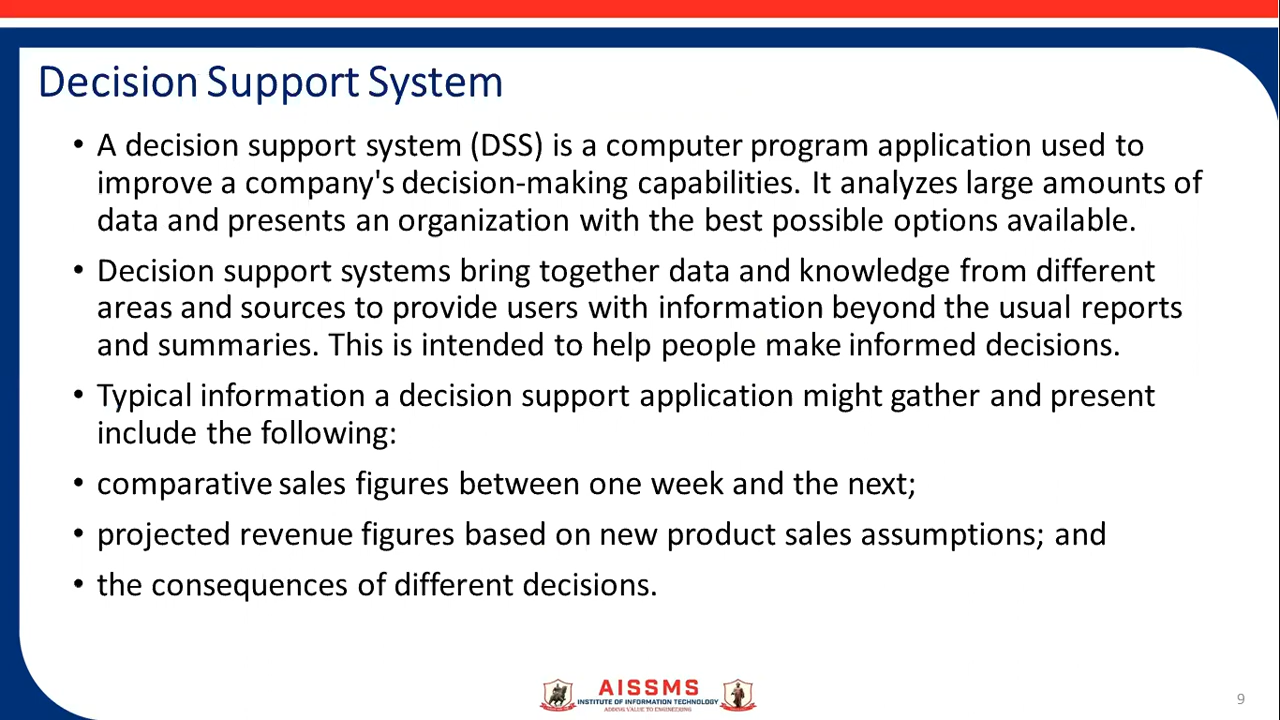 Decision Support System
• A decision support system (DSS) is a computer program application used to
improve a company's decision-making capabilities. It analyzes large amounts of
data and presents an organization with the best possible options available.
• Decision support systems bring together data and knowledge from different
areas and sources to provide users with information beyond the usual reports
and summaries. This is intended to help people make informed decisions.
• Typical information a decision support application might gather and present
include the following:
• comparative sales figures between one week and the next;
• projected revenue figures based on new product sales assumptions; and
• the consequences of different decisions.
AISSMS
INSTITUTE OF INFORMATION TECHNOLOGY
ADDING VALUE TO ENGINEERING
9